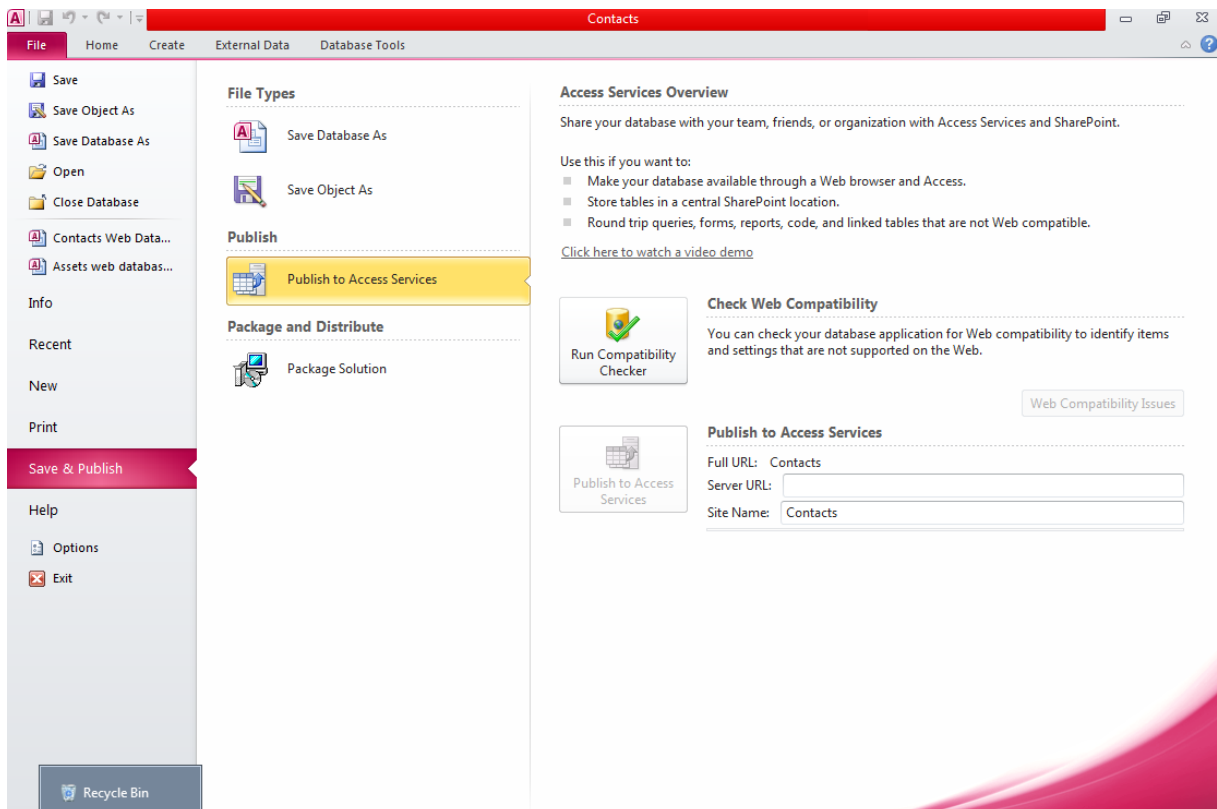 Contacts
File Home Create External Data Database Tools
Save
Save Object As
Save Database As
Open
Close Database
Contacts Web Data...
Assets web databas...
Info
Recent
New
Print
Save & Publish
Help
Options
Exit
Recycle Bin
File Types
Save Database As
Save Object As
Publish
Publish to Access Services
Package and Distribute
Package Solution
Access Services Overview
Share your database with your team, friends, or organization with Access Services and SharePoint.
Use this if you want to:
Make your database available through a Web browser and Access.
Store tables in a central SharePoint location.
Round trip queries, forms, reports, code, and linked tables that are not Web compatible.
Click here to watch a video demo
Run Compatibility
Checker
Check Web Compatibility
You can check your database application for Web compatibility to identify items
and settings that are not supported on the Web.
Web Compatibility Issues
Publish to Access
Services
Publish to Access Services
Full URL: Contacts
Server URL:
Site Name: Contacts